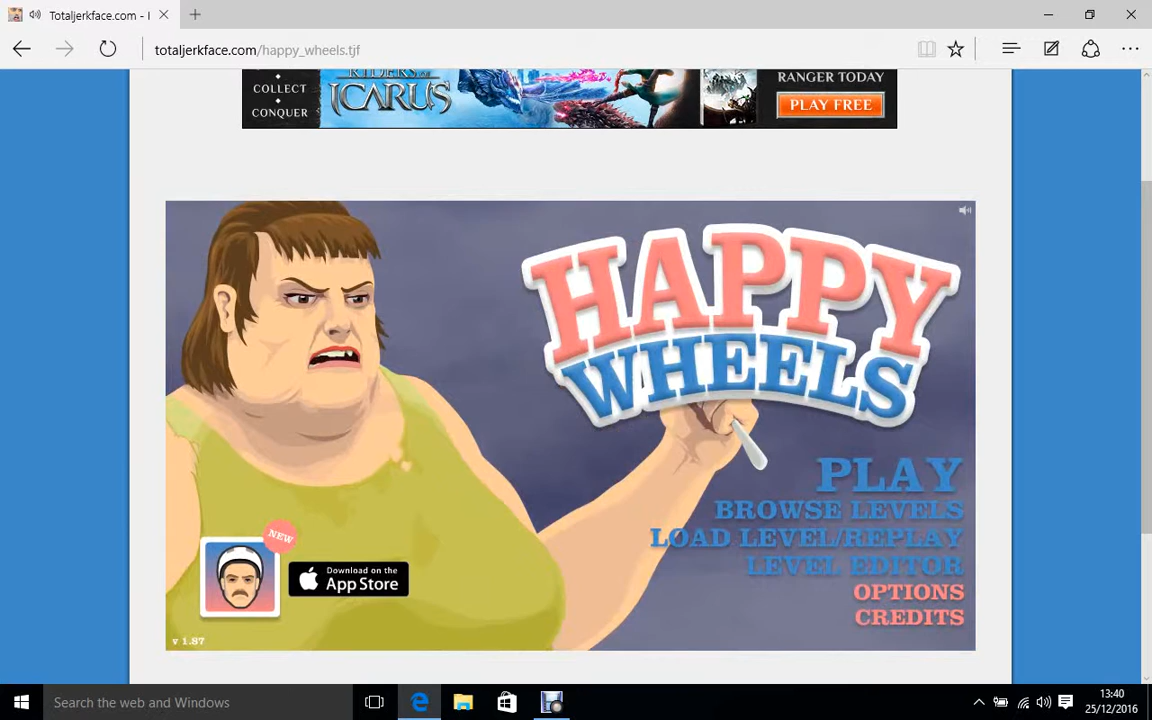 Totaljerkface.com - I
totaljerkface.com/happy_wheels.tjf
COLLECT
CONQUER
RIDERS OF
ICARUS
RANGER TODAY
PLAY FREE
HAPPY
WHEELS
PLAY
BROWSE LEVELS
LOAD LEVEL/REPLAY
LEVEL EDITOR
OPTIONS
CREDITS
NEW
Download on the
App Store
v 1.87
Search the web and Windows
13:40
25/12/2016